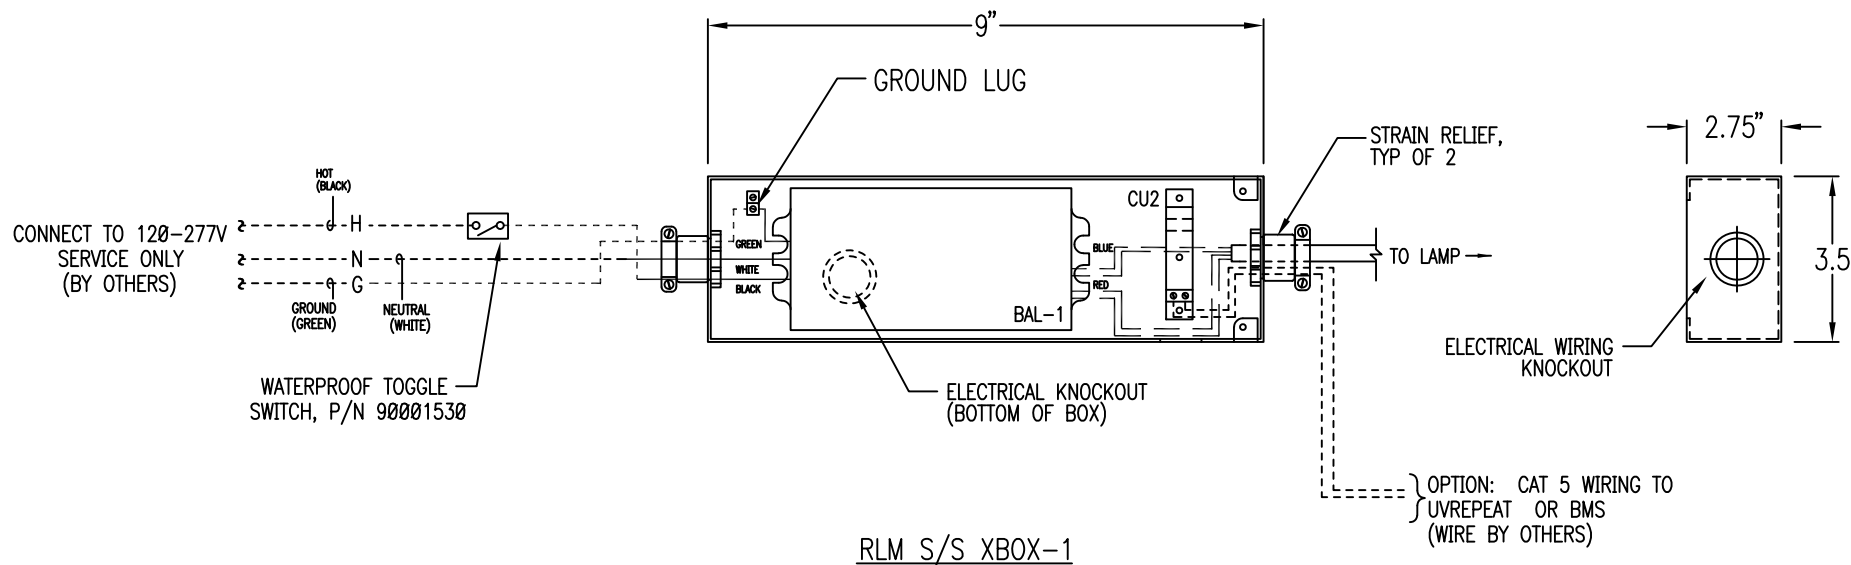 9"
GROUND LUG
STRAIN RELIEF,
TYP OF 2
2.75"
HOT
(BLACK)
H
CU2
CONNECT TO 120-277V
SERVICE ONLY
(BY OTHERS)
N
G
GREEN
WHITE
BLACK
BLUE
RED
TO LAMP
3.5
GROUND
(GREEN)
NEUTRAL
(WHITE)
BAL-1
ELECTRICAL WIRING
KNOCKOUT
WATERPROOF TOGGLE
SWITCH, P/N 90001530
ELECTRICAL KNOCKOUT
(BOTTOM OF BOX)
OPTION: CAT 5 WIRING TO
UVREPEAT OR BMS
(WIRE BY OTHERS)
RLM S/S XBOX-1